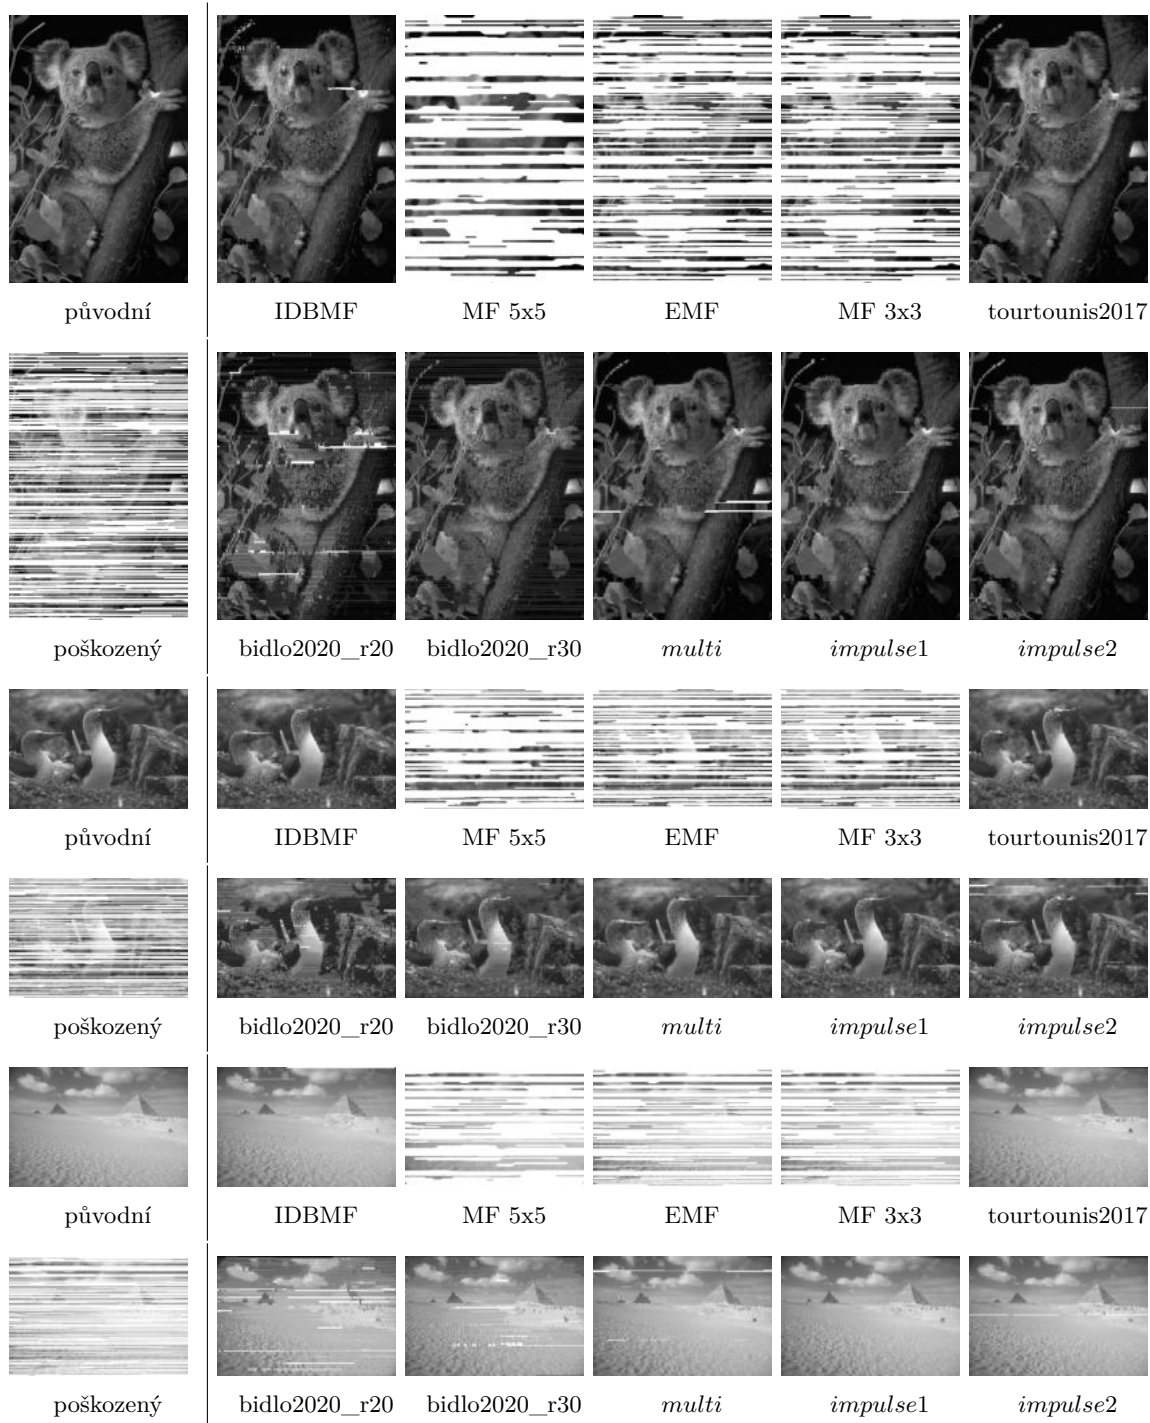 původní IDBMF MF 5x5 EMF MF 3x3 tourtounis2017
poškozený bidlo2020_r20 bidlo2020_r30 multi impulse1 impulse2
původní IDBMF MF 5x5 EMF MF 3x3 tourtounis2017
poškozený bidlo2020_r20 bidlo2020_r30 multi impulse1 impulse2
původní IDBMF MF 5x5 EMF MF 3x3 tourtounis2017
poškozený bidlo2020_r20 bidlo2020_r30 multi impulse1 impulse2